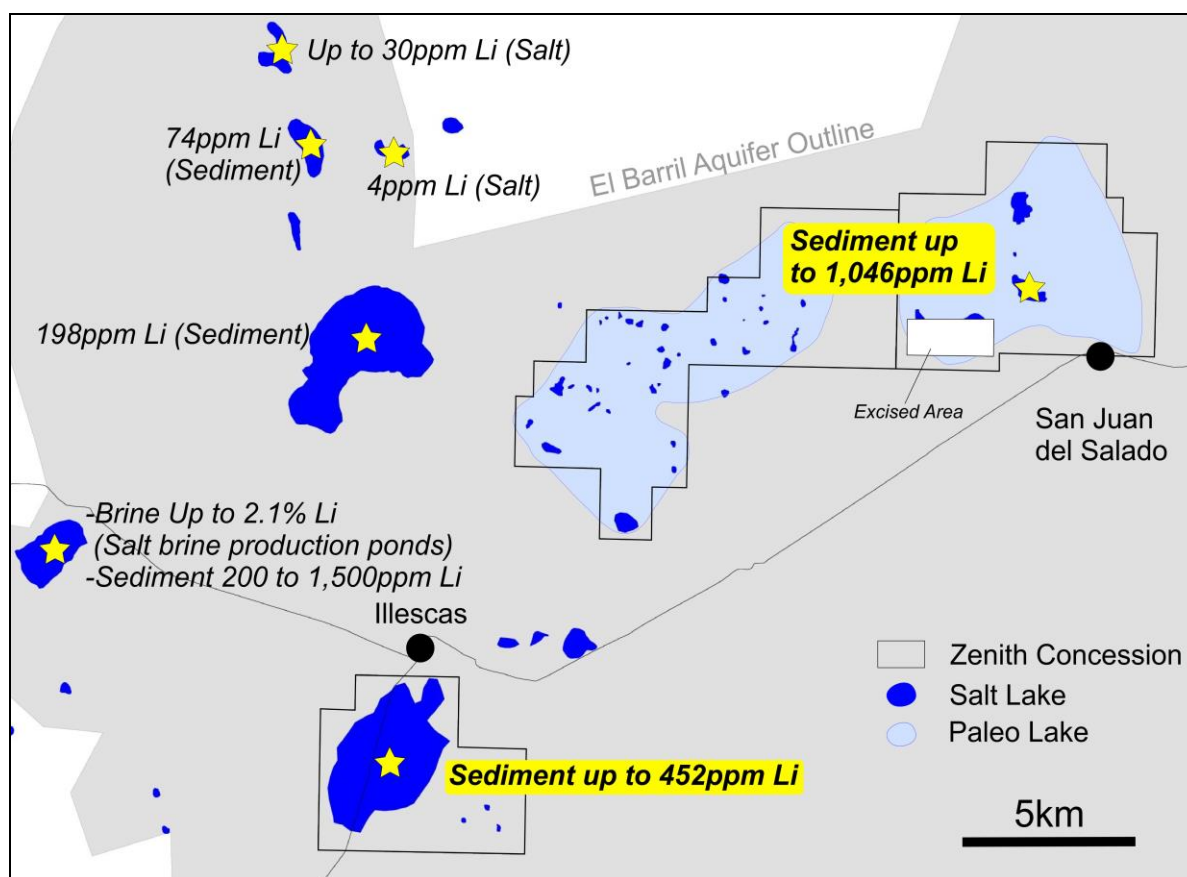 Up to 30ppm Li (Salt)
74ppm Li
(Sediment)
4ppm Li (Salt)
El Barril Aquifer Outline
Sediment up
to 1,046ppm Li
198ppm Li (Sediment)
Excised Area
San Juan
del Salado
-Brine Up to 2.1% Li
(Salt brine production ponds)
-Sediment 200 to 1,500ppm Li
Illescas
Zenith Concession
Salt Lake
Paleo Lake
Sediment up to 452ppm Li
5km